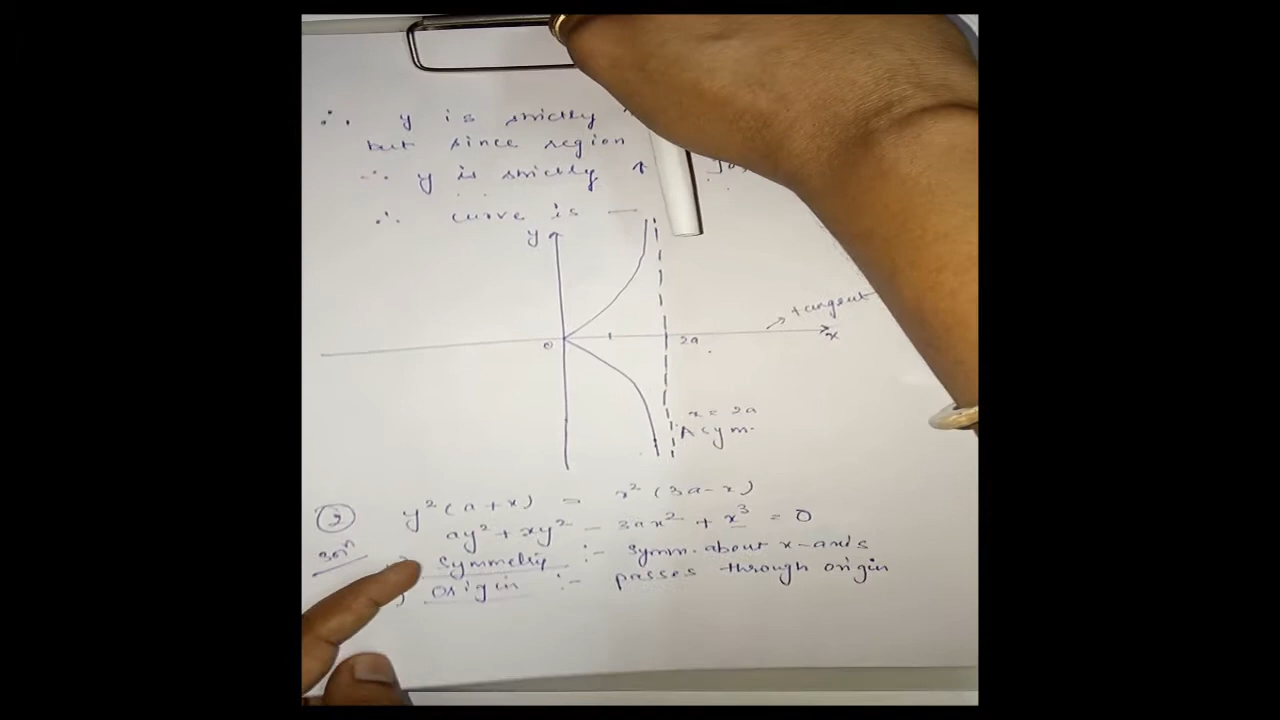 ∴ y is strictly
but since region
∴ y is strictly ↑
∴ curve is —
y
tangent
0
2a
x
x = 2a
Asym.
② y²(a+x) = x²(3a-x)
Solⁿ ay² + xy² - 3ax² + x³ = 0
symmetry :- symm. about x-axis
) origin :- passes through origin